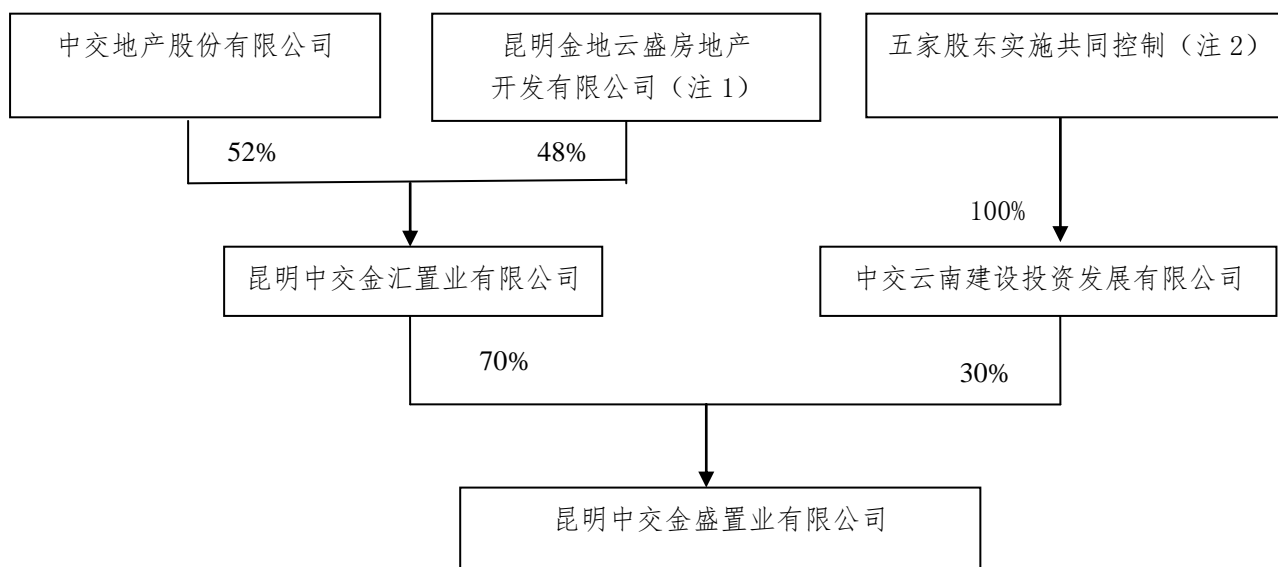 中交地产股份有限公司
昆明金地云盛房地产
开发有限公司（注 1）
五家股东实施共同控制（注 2）
52%
48%
100%
昆明中交金汇置业有限公司
中交云南建设投资发展有限公司
70%
30%
昆明中交金盛置业有限公司